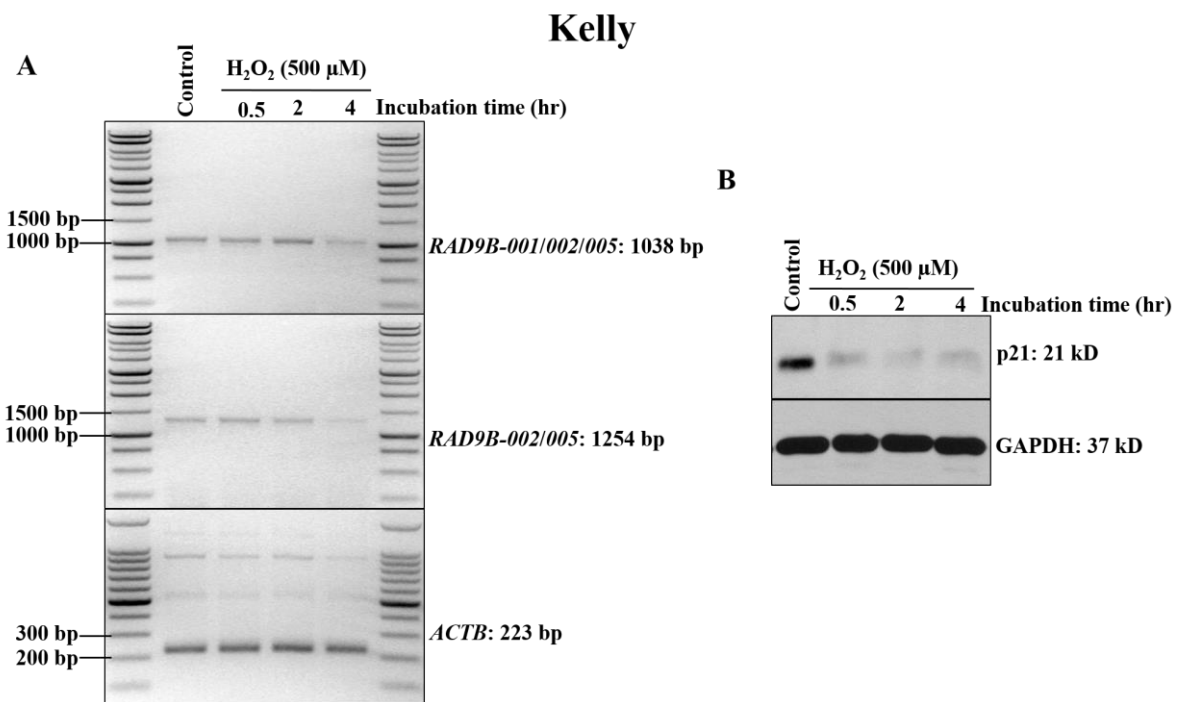 Kelly
A
Control
H₂O₂ (500 µM)
0.5 2 4 Incubation time (hr)
1500 bp
1000 bp
RAD9B-001/002/005: 1038 bp
1500 bp
1000 bp
RAD9B-002/005: 1254 bp
300 bp
200 bp
ACTB: 223 bp
B
Control
H₂O₂ (500 µM)
0.5 2 4 Incubation time (hr)
p21: 21 kD
GAPDH: 37 kD